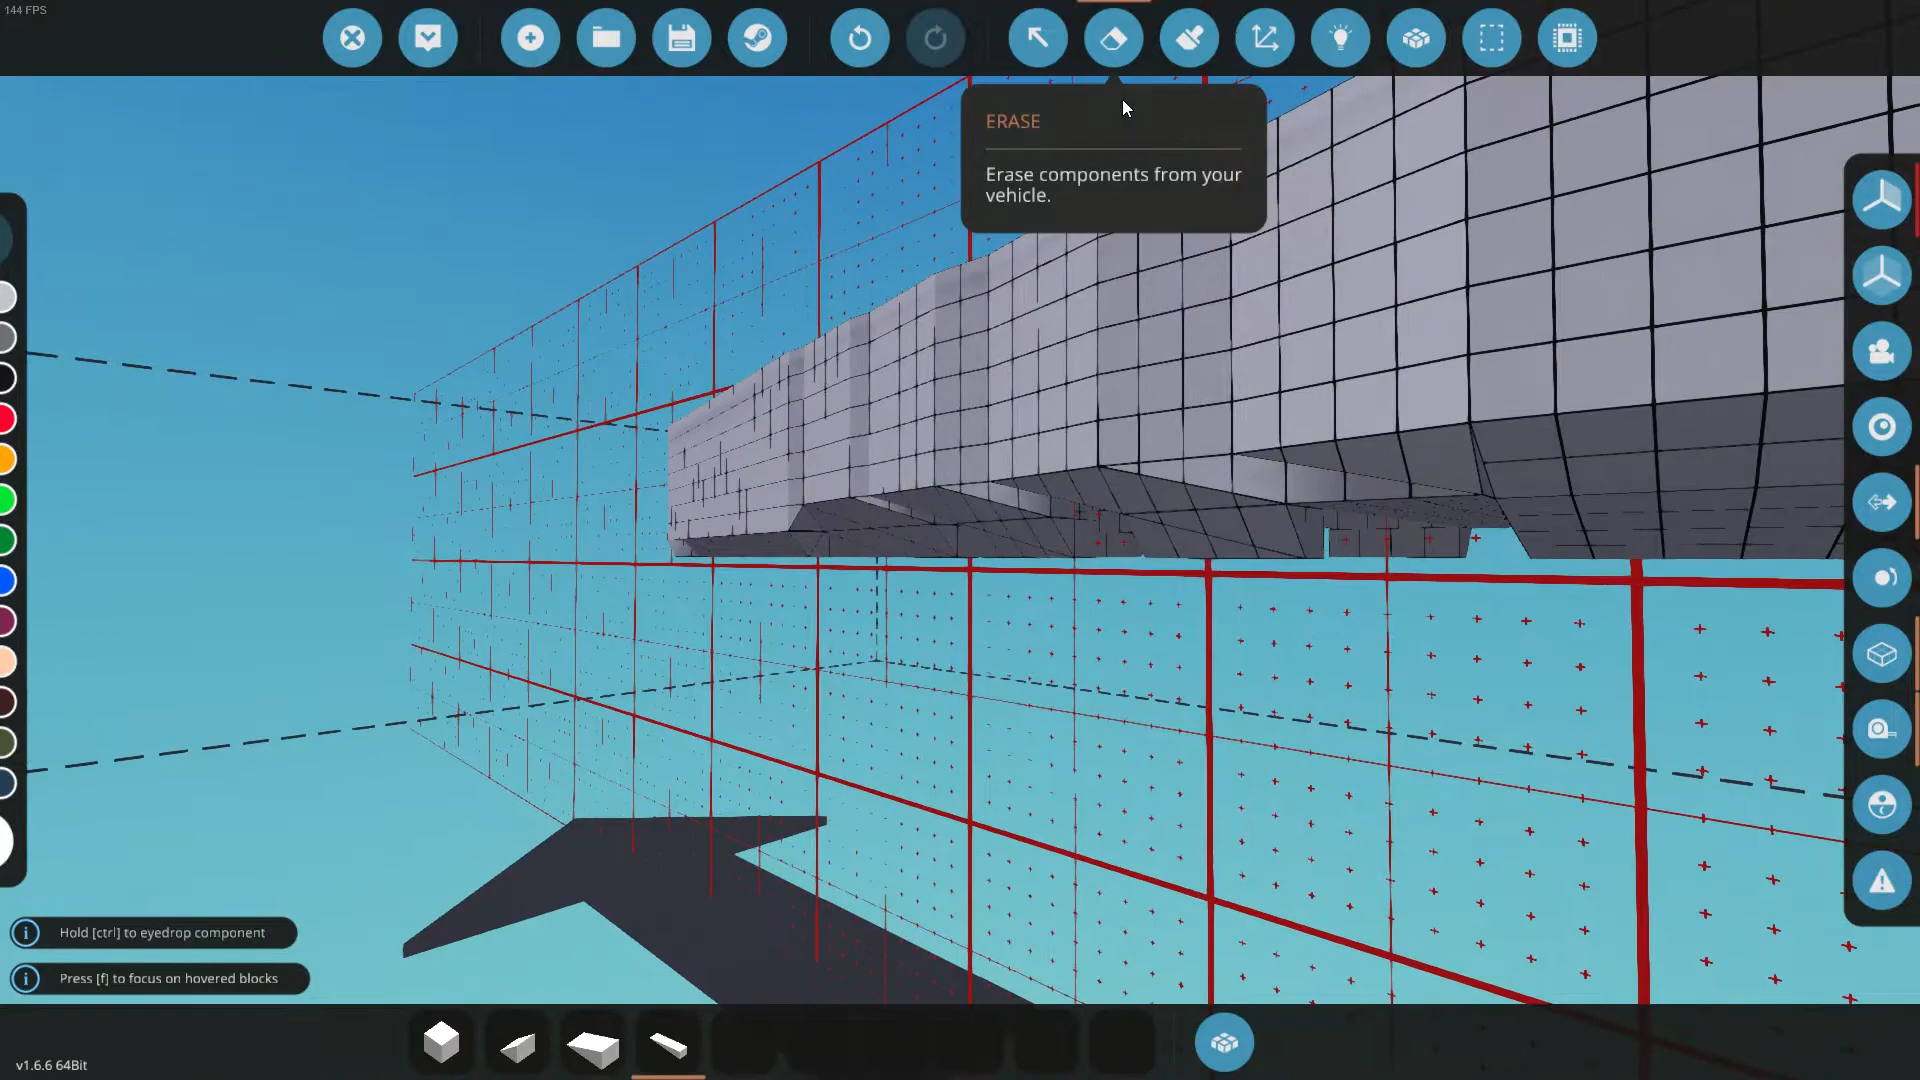 144 FPS
ERASE
Erase components from your
vehicle.
Hold [ctrl] to eyedrop component
Press [f] to focus on hovered blocks
v1.6.6 64Bit